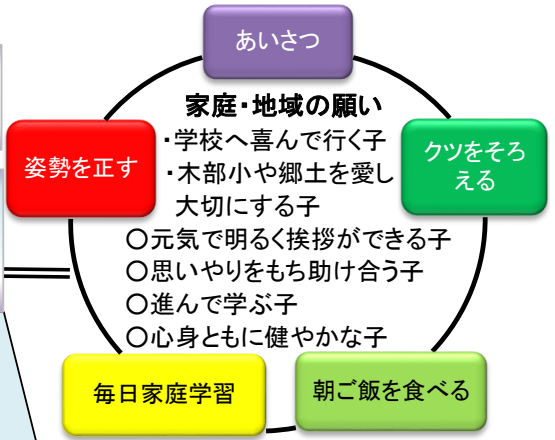 あいさつ
家庭・地域の願い
・学校へ喜んで行く子
・木部小や郷土を愛し
大切にする子
〇元気で明るく挨拶ができる子
〇思いやりをもち助け合う子
〇進んで学ぶ子
〇心身ともに健やかな子
姿勢を正す
クツをそろ
える
毎日家庭学習
朝ご飯を食べる